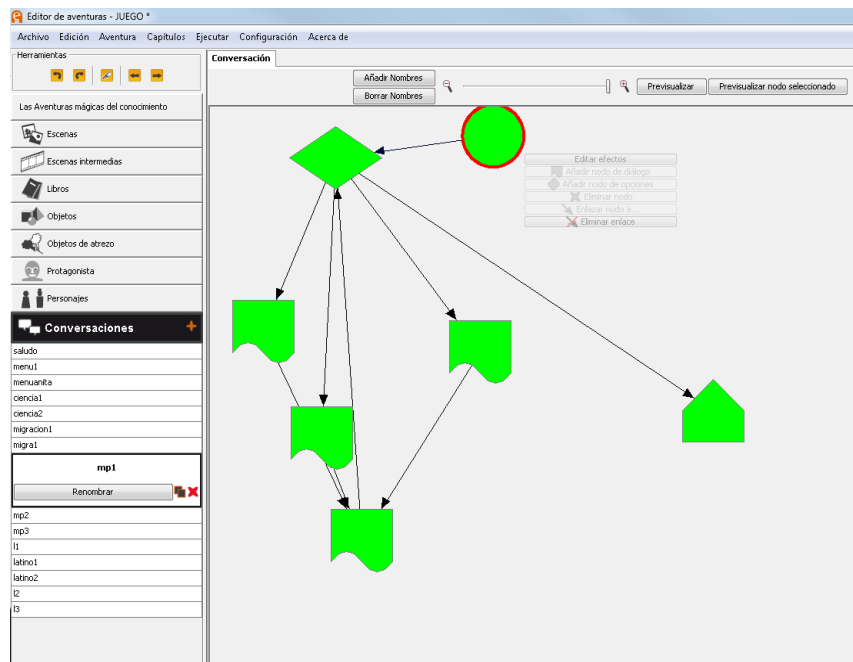 Editor de aventuras - JUEGO *
Archivo Edición Aventura Capítulos Ejecutar Configuración Acerca de
Herramientas
Las Aventuras mágicas del conocimiento
Escenas
Escenas intermedias
Libros
Objetos
Objetos de atrezo
Protagonista
Personajes
Conversaciones
saludo
menu1
menuanita
ciencia1
ciencia2
migracion1
migra1
mp1
Renombrar
mp2
mp3
l1
latino1
latino2
l2
l3
Conversación
Añadir Nombres
Borrar Nombres
Previsualizar
Previsualizar nodo seleccionado
Editar efectos
Añadir nodo de dialogo
Añadir nodo de opciones
Eliminar nodo
Enlazar nodo a...
Eliminar enlace